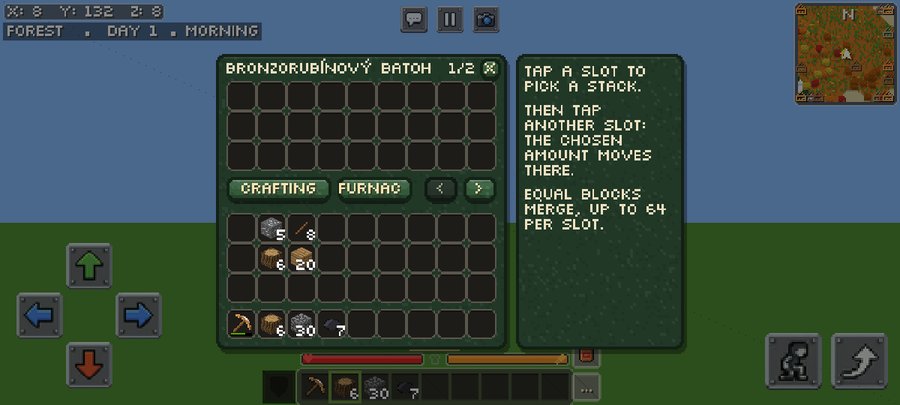 X: 8 Y: 132 Z: 8
FOREST . DAY 1 . MORNING
N
BRONZORUBÍNOVÝ BATOH 1/2
CRAFTING FURNAC < >
5 8
6 20
6 30 7
TAP A SLOT TO
PICK A STACK.
THEN TAP
ANOTHER SLOT:
THE CHOSEN
AMOUNT MOVES
THERE.
EQUAL BLOCKS
MERGE, UP TO 64
PER SLOT.
6 30 7
...